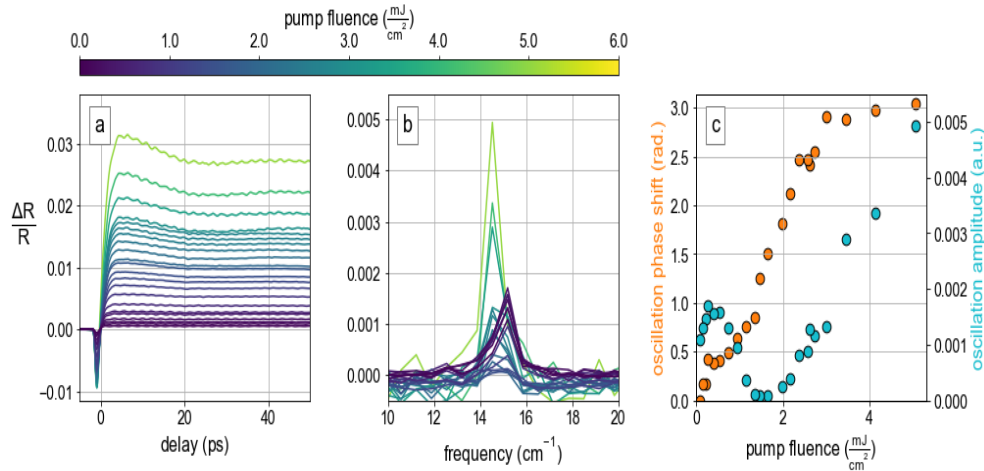 pump fluence (mJ/cm²)
0.0 1.0 2.0 3.0 4.0 5.0 6.0
a
0.03
0.02
0.01
0.00
−0.01
ΔR/R
0 20 40
delay (ps)
b
0.005
0.004
0.003
0.002
0.001
0.000
10 12 14 16 18 20
frequency (cm⁻¹)
c
3.0
2.5
2.0
1.5
1.0
0.5
0.0
oscillation phase shift (rad.)
0.005
0.004
0.003
0.002
0.001
0.000
oscillation amplitude (a.u.)
0 2 4
pump fluence (mJ/cm²)